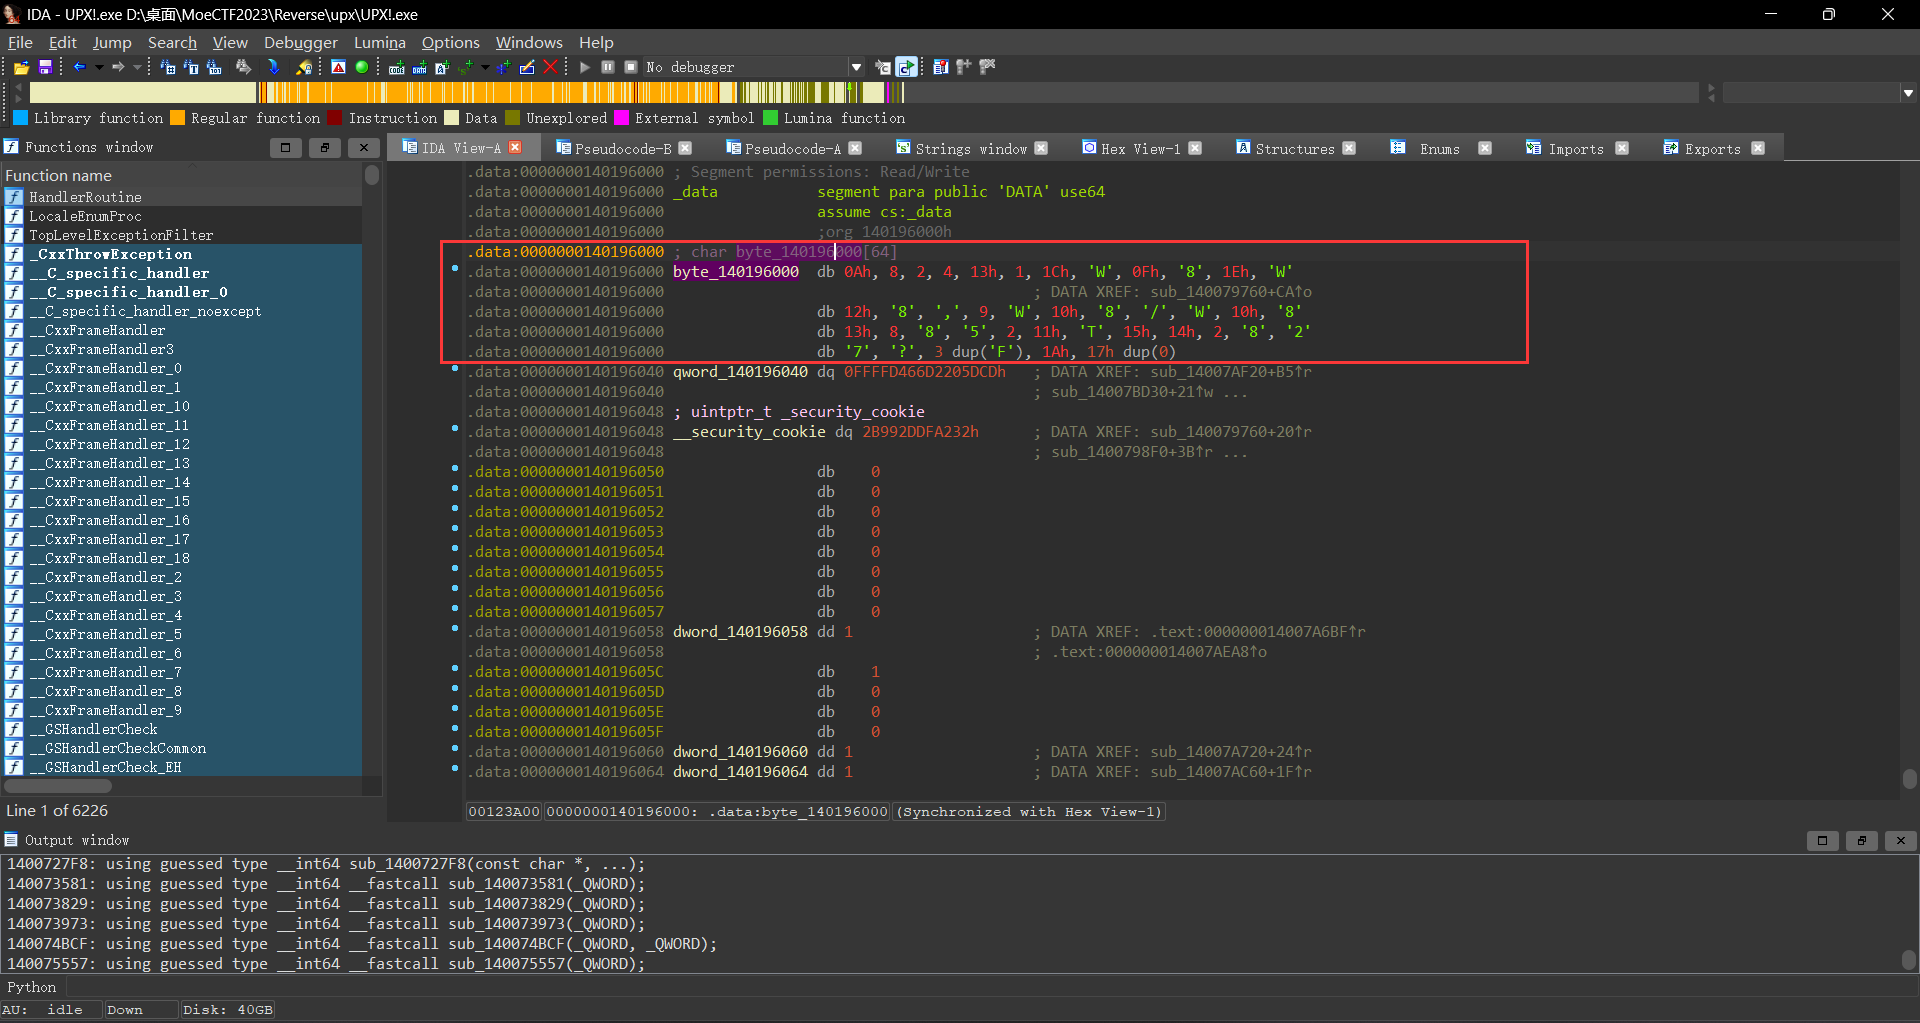 IDA - UPX!.exe D:\桌面\MoeCTF2023\Reverse\upx\UPX!.exe
File Edit Jump Search View Debugger Lumina Options Windows Help
No debugger
Library function Regular function Instruction Data Unexplored External symbol Lumina function
Functions window
IDA View-A Pseudocode-B Pseudocode-A Strings window Hex View-1 Structures Enums Imports Exports
Function name
HandlerRoutine
LocaleEnumProc
TopLevelExceptionFilter
_CxxThrowException
__C_specific_handler
__C_specific_handler_0
__C_specific_handler_noexcept
__CxxFrameHandler
__CxxFrameHandler3
__CxxFrameHandler_0
__CxxFrameHandler_1
__CxxFrameHandler_10
__CxxFrameHandler_11
__CxxFrameHandler_12
__CxxFrameHandler_13
__CxxFrameHandler_14
__CxxFrameHandler_15
__CxxFrameHandler_16
__CxxFrameHandler_17
__CxxFrameHandler_18
__CxxFrameHandler_2
__CxxFrameHandler_3
__CxxFrameHandler_4
__CxxFrameHandler_5
__CxxFrameHandler_6
__CxxFrameHandler_7
__CxxFrameHandler_8
__CxxFrameHandler_9
__GSHandlerCheck
__GSHandlerCheckCommon
__GSHandlerCheck_EH
Line 1 of 6226
.data:0000000140196000 ; Segment permissions: Read/Write
.data:0000000140196000 _data segment para public 'DATA' use64
.data:0000000140196000 assume cs:_data
.data:0000000140196000 ;org 140196000h
.data:0000000140196000 ; char byte_140196000[64]
.data:0000000140196000 byte_140196000 db 0Ah, 8, 2, 4, 13h, 1, 1Ch, 'W', 0Fh, '8', 1Eh, 'W'
.data:0000000140196000 ; DATA XREF: sub_140079760+CA↑o
.data:0000000140196000 db 12h, '8', ',', 9, 'W', 10h, '8', '/', 'W', 10h, '8'
.data:0000000140196000 db 13h, 8, '8', '5', 2, 11h, 'T', 15h, 14h, 2, '8', '2'
.data:0000000140196000 db '7', '?', 3 dup('F'), 1Ah, 17h dup(0)
.data:0000000140196040 qword_140196040 dq 0FFFFD466D2205DCDh ; DATA XREF: sub_14007AF20+B5↑r
.data:0000000140196040 ; sub_14007BD30+21↑w ...
.data:0000000140196048 ; uintptr_t _security_cookie
.data:0000000140196048 __security_cookie dq 2B992DDFA232h ; DATA XREF: sub_140079760+20↑r
.data:0000000140196048 ; sub_1400798F0+3B↑r ...
.data:0000000140196050 db 0
.data:0000000140196051 db 0
.data:0000000140196052 db 0
.data:0000000140196053 db 0
.data:0000000140196054 db 0
.data:0000000140196055 db 0
.data:0000000140196056 db 0
.data:0000000140196057 db 0
.data:0000000140196058 dword_140196058 dd 1 ; DATA XREF: .text:000000014007A6BF↑r
.data:0000000140196058 ; .text:000000014007AEA8↑o
.data:000000014019605C db 1
.data:000000014019605D db 0
.data:000000014019605E db 0
.data:000000014019605F db 0
.data:0000000140196060 dword_140196060 dd 1 ; DATA XREF: sub_14007A720+24↑r
.data:0000000140196064 dword_140196064 dd 1 ; DATA XREF: sub_14007AC60+1F↑r
00123A00 0000000140196000: .data:byte_140196000 (Synchronized with Hex View-1)
Output window
1400727F8: using guessed type __int64 sub_1400727F8(const char *, ...);
140073581: using guessed type __int64 __fastcall sub_140073581(_QWORD);
140073829: using guessed type __int64 __fastcall sub_140073829(_QWORD);
140073973: using guessed type __int64 __fastcall sub_140073973(_QWORD);
140074BCF: using guessed type __int64 __fastcall sub_140074BCF(_QWORD, _QWORD);
140075557: using guessed type __int64 __fastcall sub_140075557(_QWORD);
Python
AU: idle Down Disk: 40GB